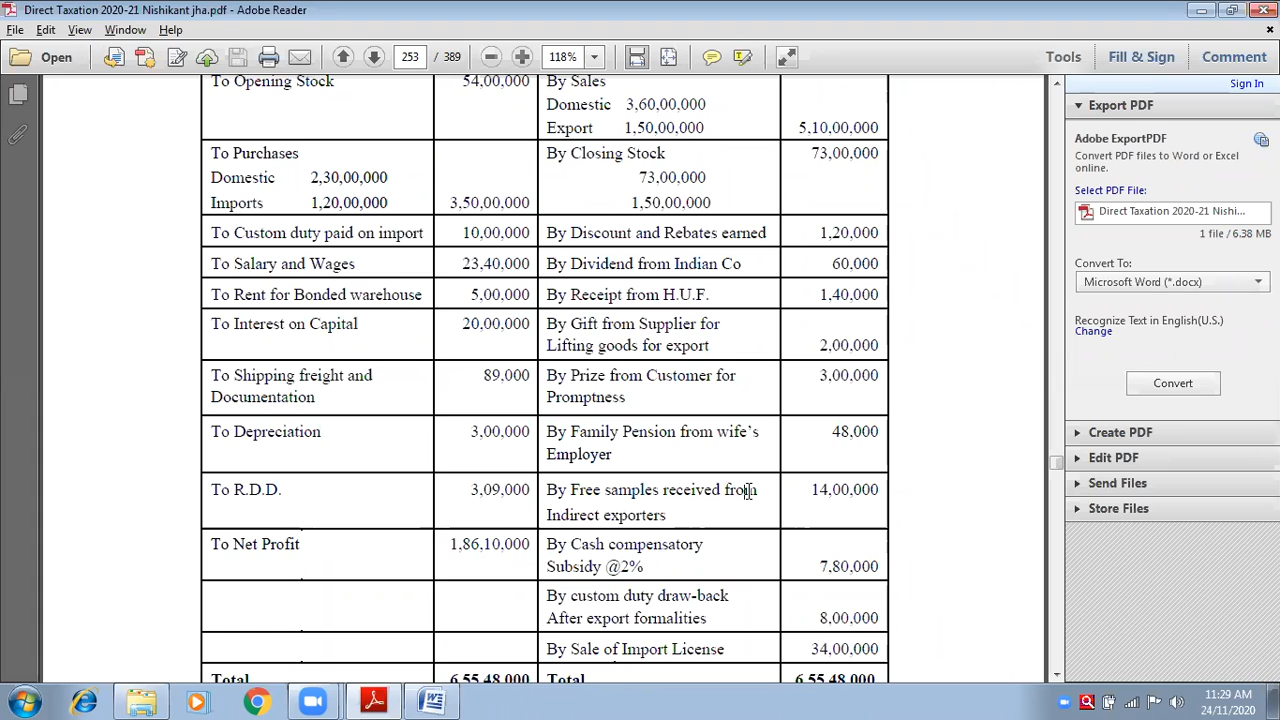 Direct Taxation 2020-21 Nishikant jha.pdf - Adobe Reader
File Edit View Window Help
Open 253 / 389 118% Tools Fill & Sign Comment
Sign In
To Opening Stock 54,00,000 By Sales
Domestic 3,60,00,000
Export 1,50,00,000 5,10,00,000
To Purchases By Closing Stock 73,00,000
Domestic 2,30,00,000 73,00,000
Imports 1,20,00,000 3,50,00,000 1,50,00,000
To Custom duty paid on import 10,00,000 By Discount and Rebates earned 1,20,000
To Salary and Wages 23,40,000 By Dividend from Indian Co 60,000
To Rent for Bonded warehouse 5,00,000 By Receipt from H.U.F. 1,40,000
To Interest on Capital 20,00,000 By Gift from Supplier for
Lifting goods for export 2,00,000
To Shipping freight and 89,000 By Prize from Customer for 3,00,000
Documentation Promptness
To Depreciation 3,00,000 By Family Pension from wife's 48,000
Employer
To R.D.D. 3,09,000 By Free samples received from 14,00,000
Indirect exporters
To Net Profit 1,86,10,000 By Cash compensatory
Subsidy @2% 7,80,000
By custom duty draw-back
After export formalities 8,00,000
By Sale of Import License 34,00,000
Total 6,55,48,000 Total 6,55,48,000
Export PDF
Adobe ExportPDF
Convert PDF files to Word or Excel
online.
Select PDF File:
Direct Taxation 2020-21 Nishi...
1 file / 6.38 MB
Convert To:
Microsoft Word (*.docx)
Recognize Text in English(U.S.)
Change
Convert
Create PDF
Edit PDF
Send Files
Store Files
11:29 AM
24/11/2020